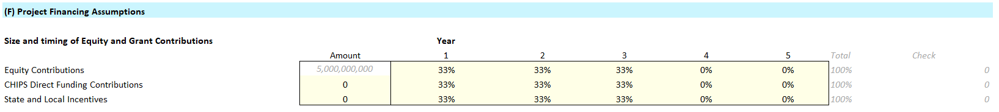 (F) Project Financing Assumptions
Size and timing of Equity and Grant Contributions Year
Amount 1 2 3 4 5 Total Check
Equity Contributions 5,000,000,000 33% 33% 33% 0% 0% 100% 0
CHIPS Direct Funding Contributions 0 33% 33% 33% 0% 0% 100% 0
State and Local Incentives 0 33% 33% 33% 0% 0% 100% 0